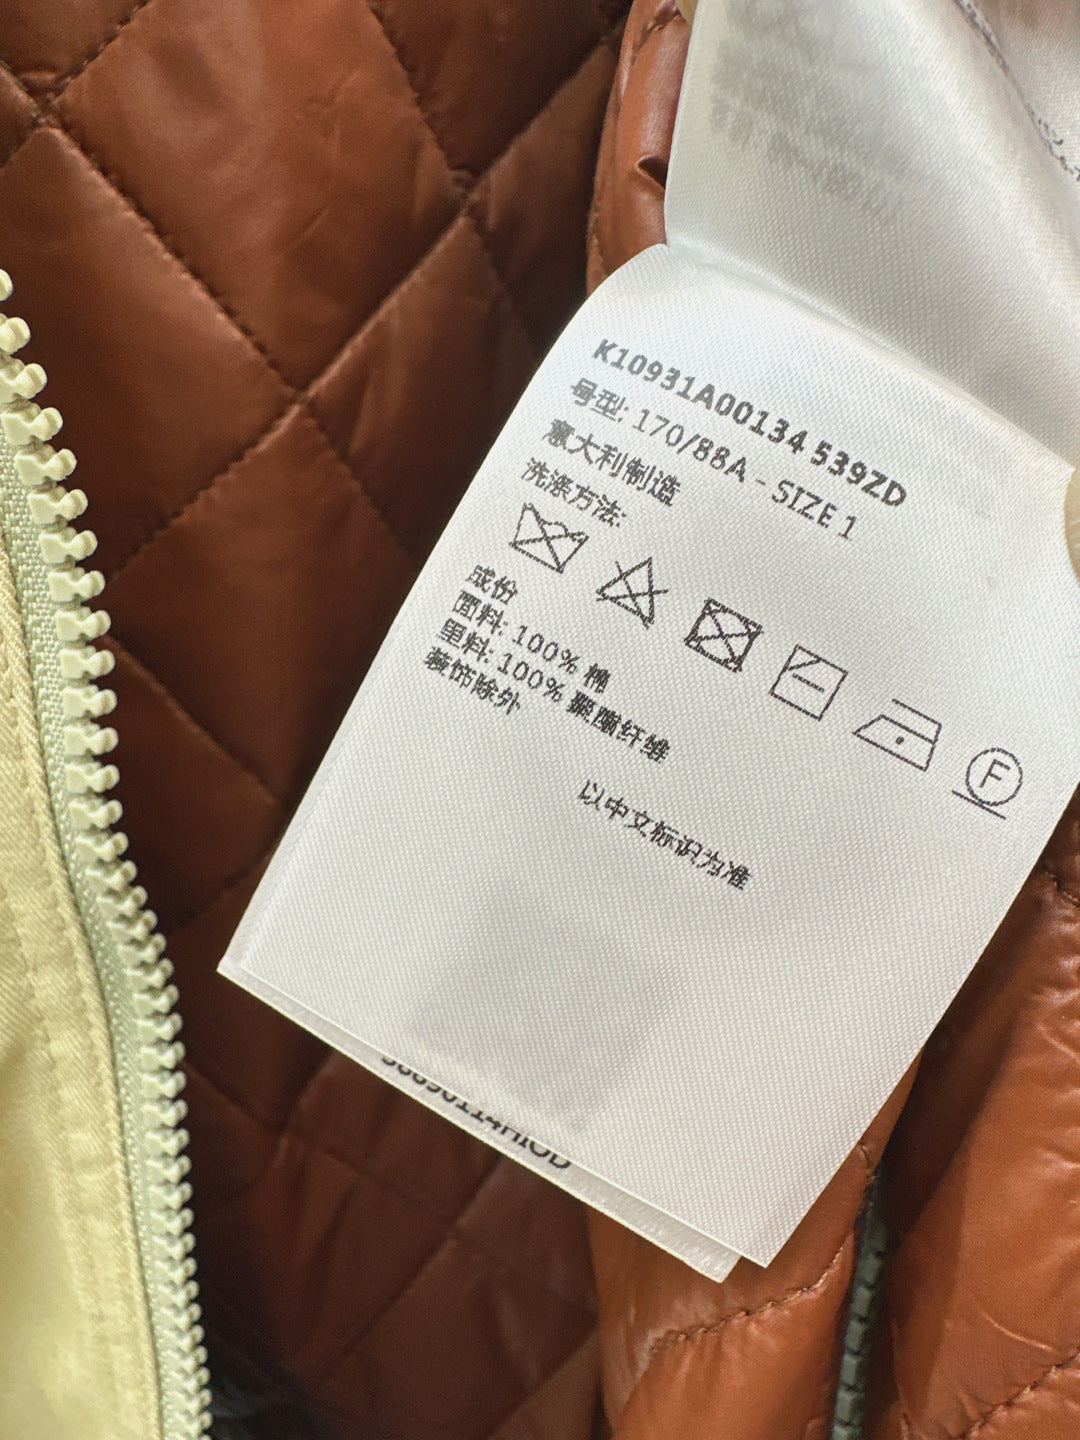 K10931A00134 539ZD
号型: 170/88A - SIZE 1
意大利制造
洗涤方法:
F
成份
面料: 100% 棉
里料: 100% 聚酯纤维
装饰除外
以中文标识为准